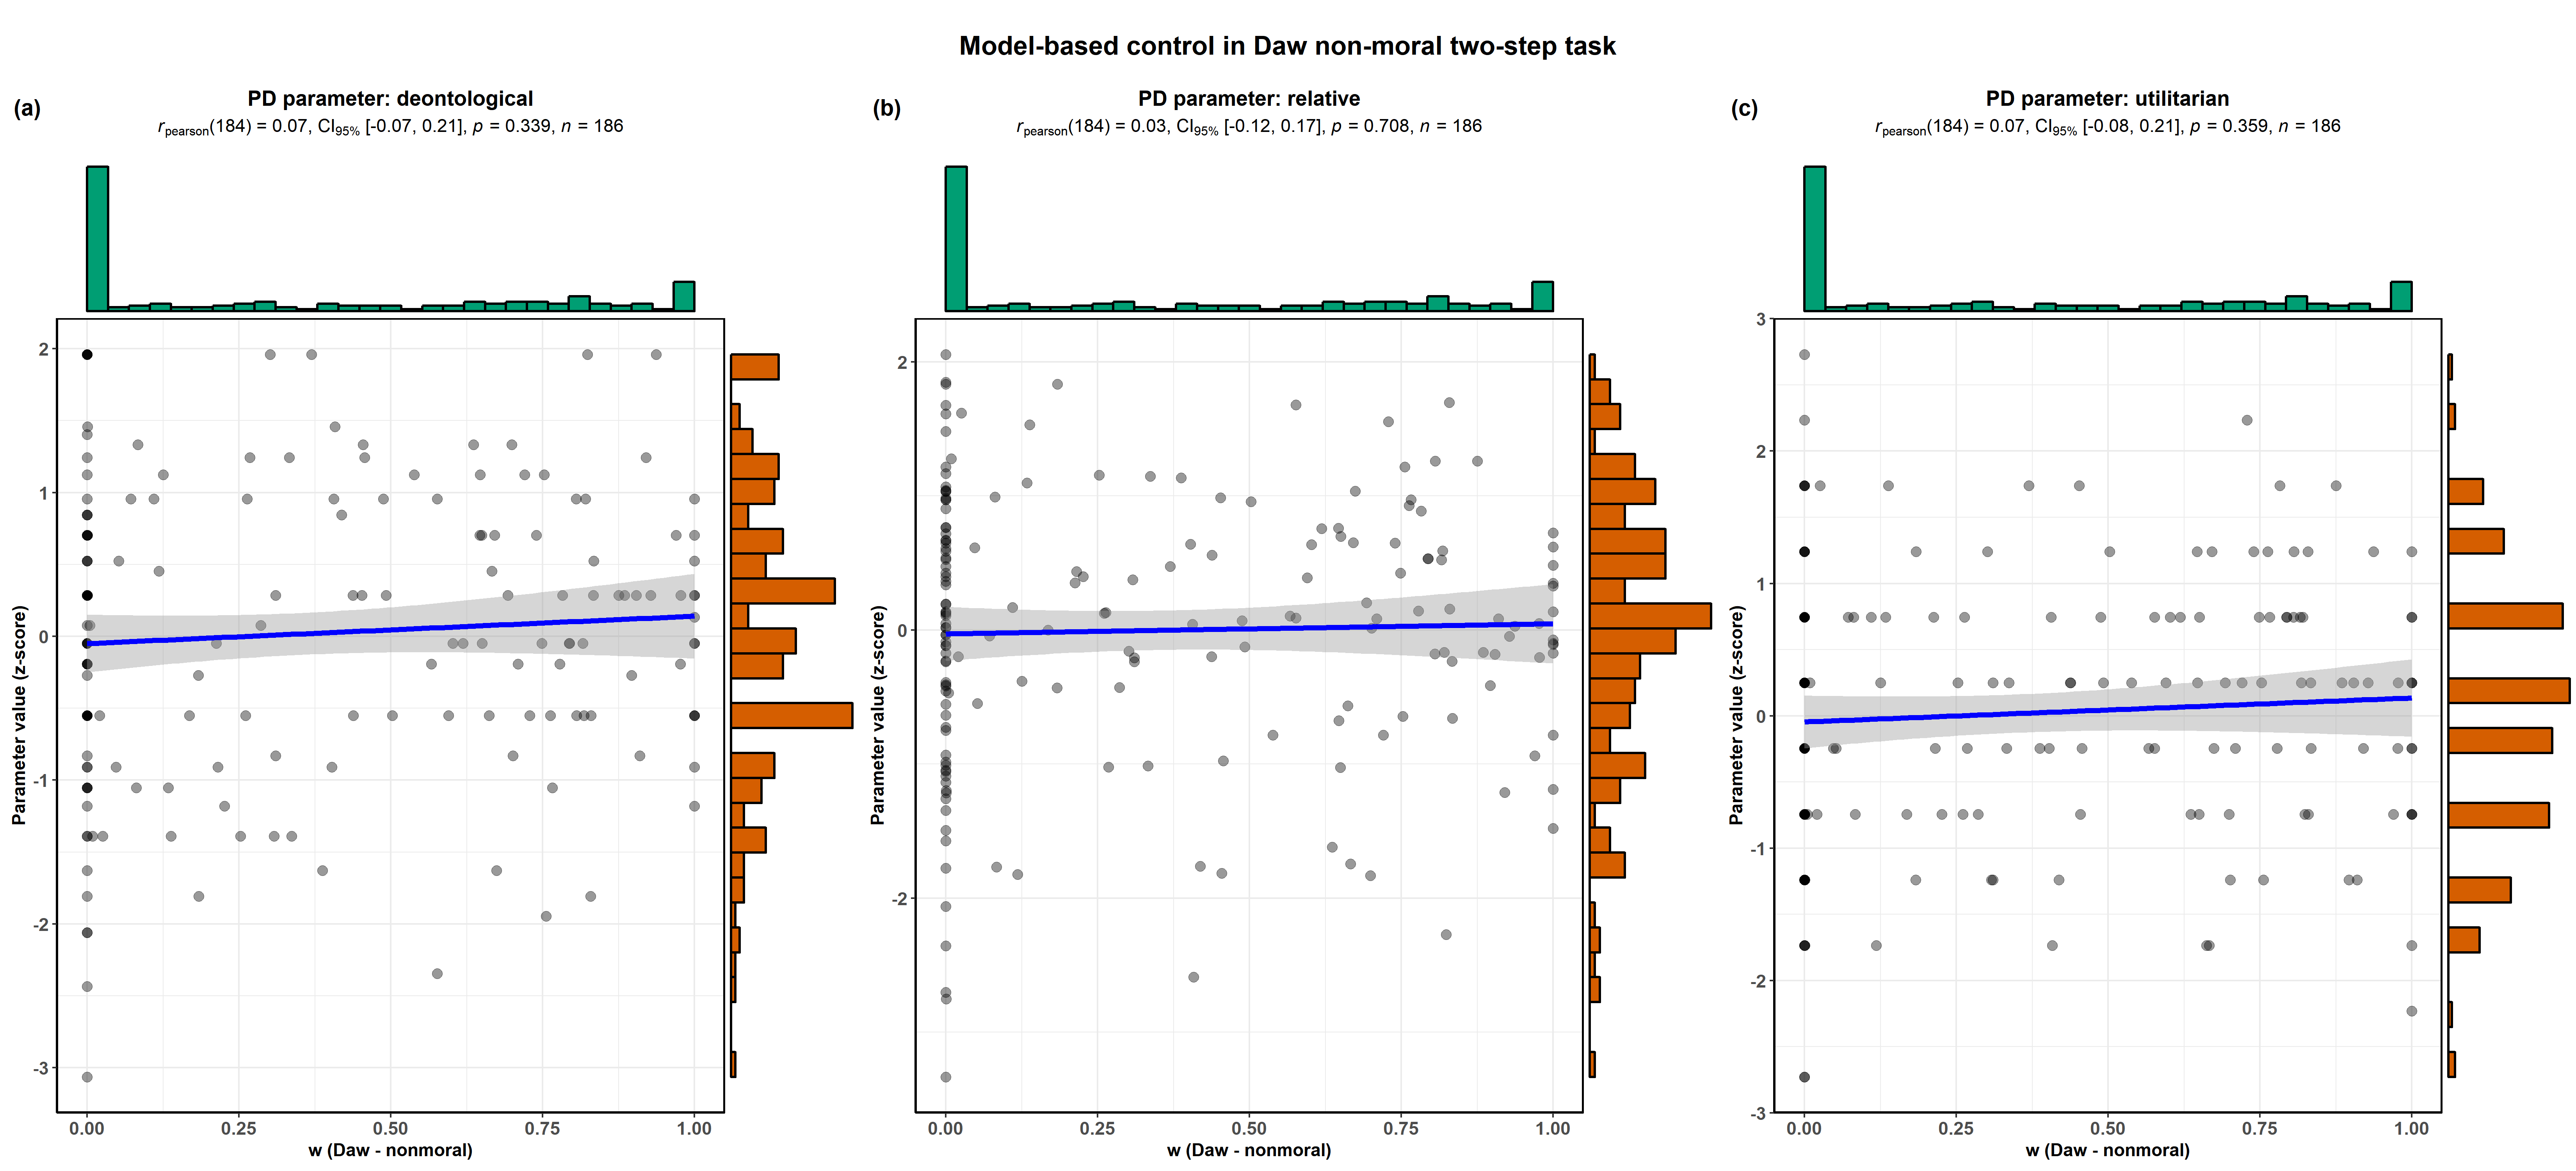 Model-based control in Daw non-moral two-step task
(a)
PD parameter: deontological
rpearson(184) = 0.07, CI95% [-0.07, 0.21], p = 0.339, n = 186
2
1
0
-1
-2
-3
Parameter value (z-score)
0.00 0.25 0.50 0.75 1.00
w (Daw - nonmoral)
(b)
PD parameter: relative
rpearson(184) = 0.03, CI95% [-0.12, 0.17], p = 0.708, n = 186
2
0
-2
Parameter value (z-score)
0.00 0.25 0.50 0.75 1.00
w (Daw - nonmoral)
(c)
PD parameter: utilitarian
rpearson(184) = 0.07, CI95% [-0.08, 0.21], p = 0.359, n = 186
3
2
1
0
-1
-2
-3
Parameter value (z-score)
0.00 0.25 0.50 0.75 1.00
w (Daw - nonmoral)